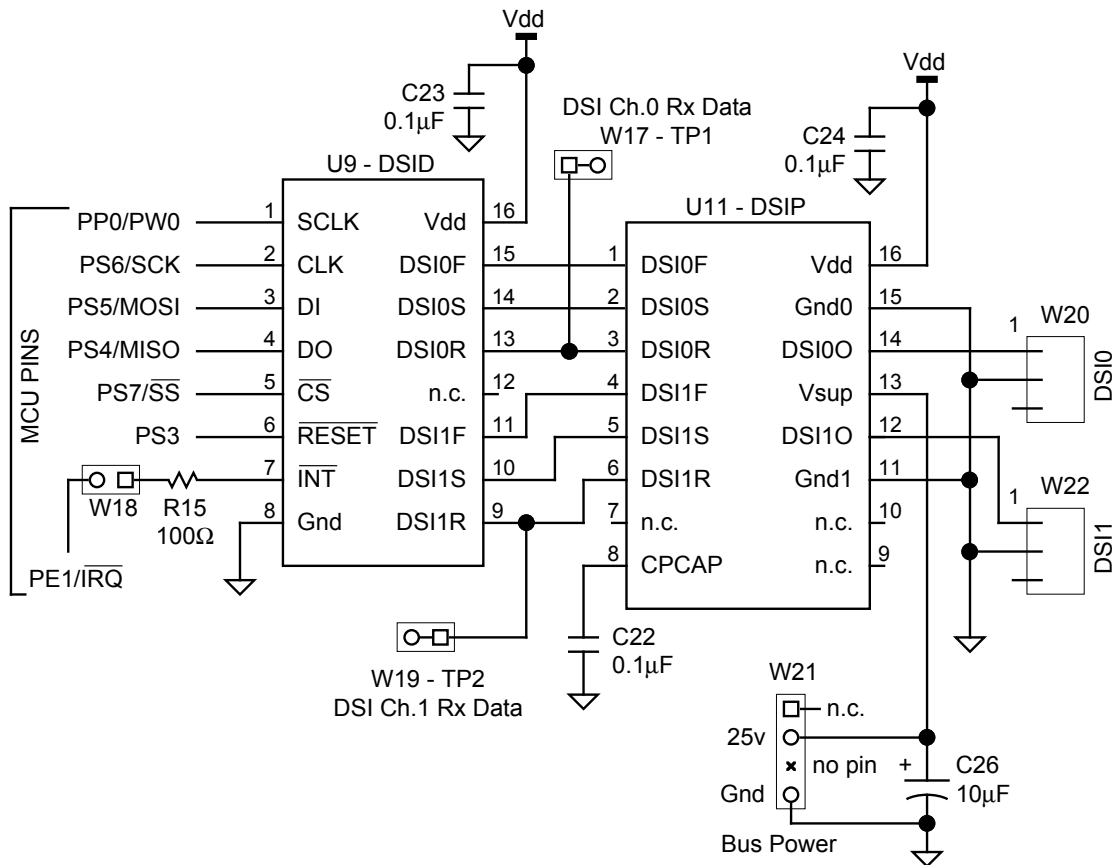 Vdd
C23
0.1μF
Vdd
C24
0.1μF
DSI Ch.0 Rx Data
W17 - TP1
U9 - DSID
MCU PINS
PP0/PW0
PS6/SCK
PS5/MOSI
PS4/MISO
PS7/SS
PS3
W18
R15
100Ω
PE1/IRQ
1 SCLK
2 CLK
3 DI
4 DO
5 CS
6 RESET
7 INT
8 Gnd
Vdd 16
DSI0F 15
DSI0S 14
DSI0R 13
n.c. 12
DSI1F 11
DSI1S 10
DSI1R 9
W19 - TP2
DSI Ch.1 Rx Data
U11 - DSIP
1 DSI0F
2 DSI0S
3 DSI0R
4 DSI1F
5 DSI1S
6 DSI1R
7 n.c.
8 CPCAP
Vdd 16
Gnd0 15
DSI0O 14
Vsup 13
DSI1O 12
Gnd1 11
n.c. 10
n.c. 9
C22
0.1μF
W20
1
DSI0
W22
1
DSI1
W21
n.c.
25v
no pin
Gnd
Bus Power
+
C26
10μF